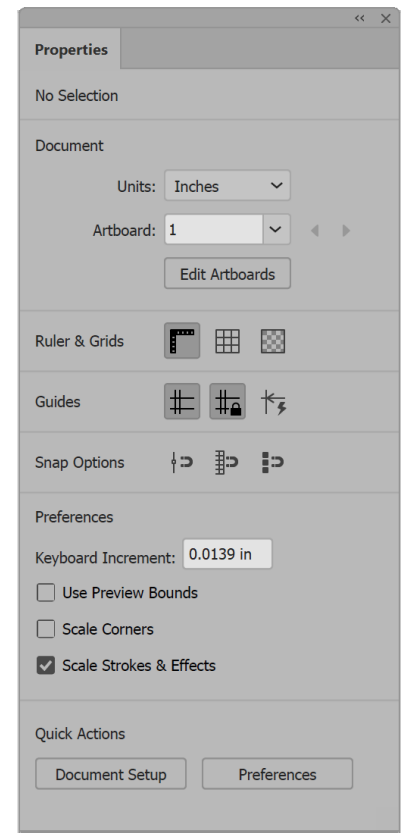 Properties
No Selection
Document
Units: Inches
Artboard: 1
Edit Artboards
Ruler & Grids
Guides
Snap Options
Preferences
Keyboard Increment: 0.0139 in
Use Preview Bounds
Scale Corners
Scale Strokes & Effects
Quick Actions
Document Setup Preferences